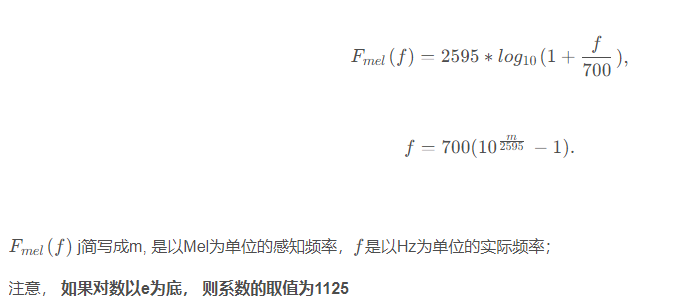 F_{mel}(f) = 2595 * log_{10}(1 + \frac{f}{700}),
f = 700(10^{\frac{m}{2595}} - 1).
F_{mel}(f) j简写成m, 是以Mel为单位的感知频率，f是以Hz为单位的实际频率；
注意， 如果对数以e为底， 则系数的取值为1125